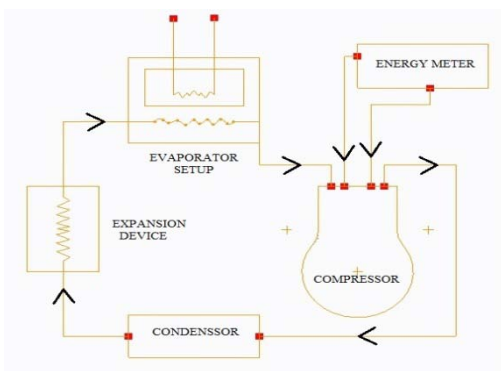 ENERGY METER
EVAPORATOR
SETUP
EXPANSION
DEVICE
COMPRESSOR
CONDENSSOR